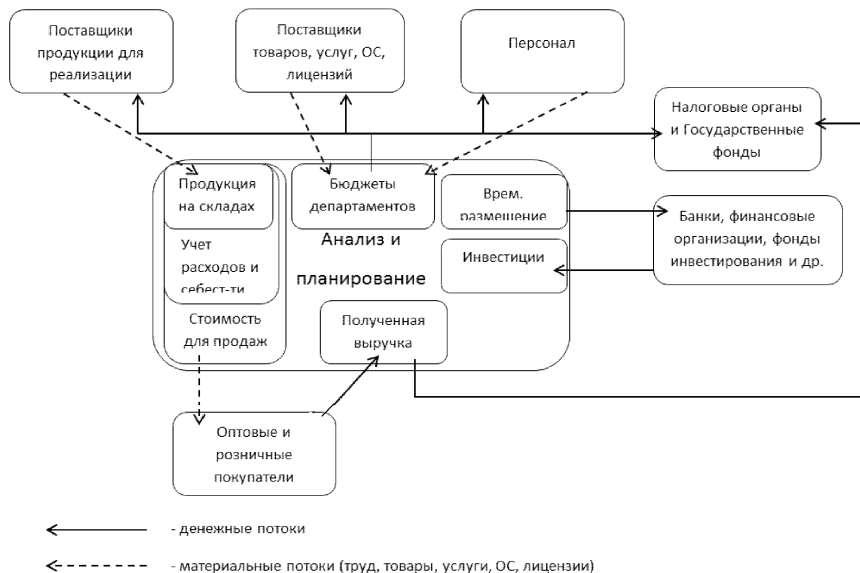 Поставщики
продукции для
реализации
Поставщики
товаров, услуг, ОС,
лицензий
Персонал
Налоговые органы
и Государственные
фонды
Продукция
на складах
Бюджеты
департаментов
Врем.
размещение
Банки, финансовые
организации, фонды
инвестирования и др.
Учет
расходов и
себест-ти
Анализ и
планирование
Инвестиции
Стоимость
для продаж
Полученная
выручка
Оптовые и
розничные
покупатели
- денежные потоки
- материальные потоки (труд, товары, услуги, ОС, лицензии)